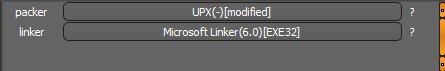 packer UPX(-)[modified] ?
linker Microsoft Linker(6.0)[EXE32] ?